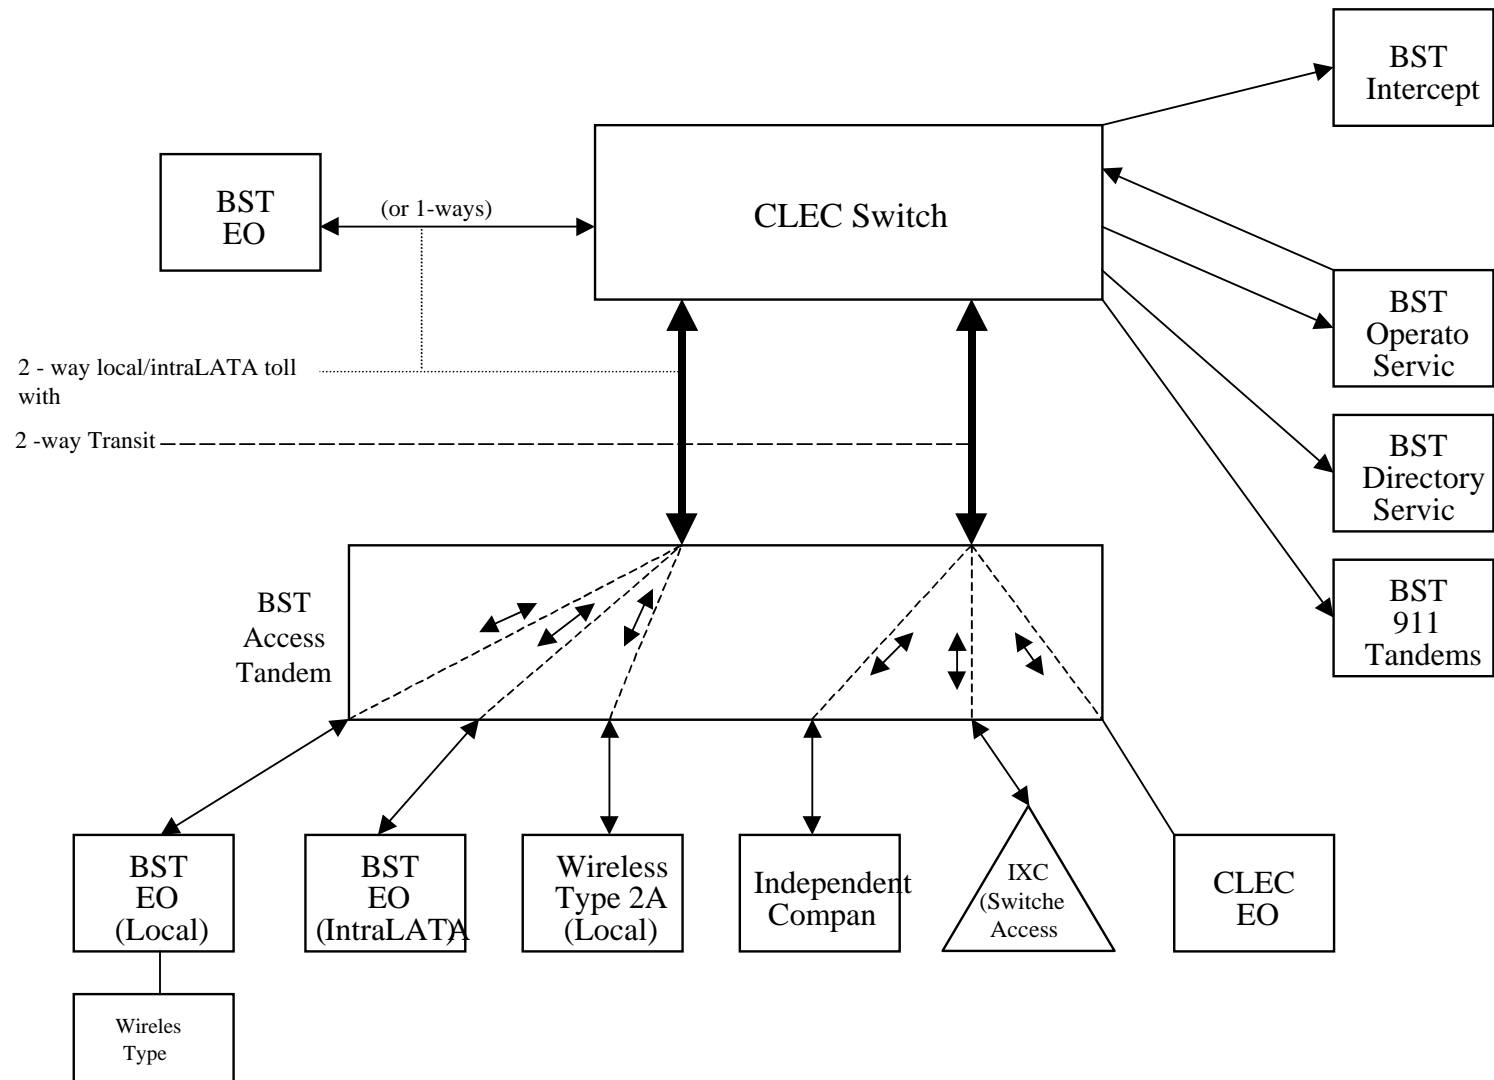 BST
Intercept
BST
EO
(or 1-ways)
CLEC Switch
BST
Operato
Servic
2 - way local/intraLATA toll
with
2 -way Transit
BST
Directory
Servic
BST
911
Tandems
BST
Access
Tandem
BST
EO
(Local)
BST
EO
(IntraLATA)
Wireless
Type 2A
(Local)
Independent
Compan
IXC
(Switche
Access
CLEC
EO
Wireles
Type